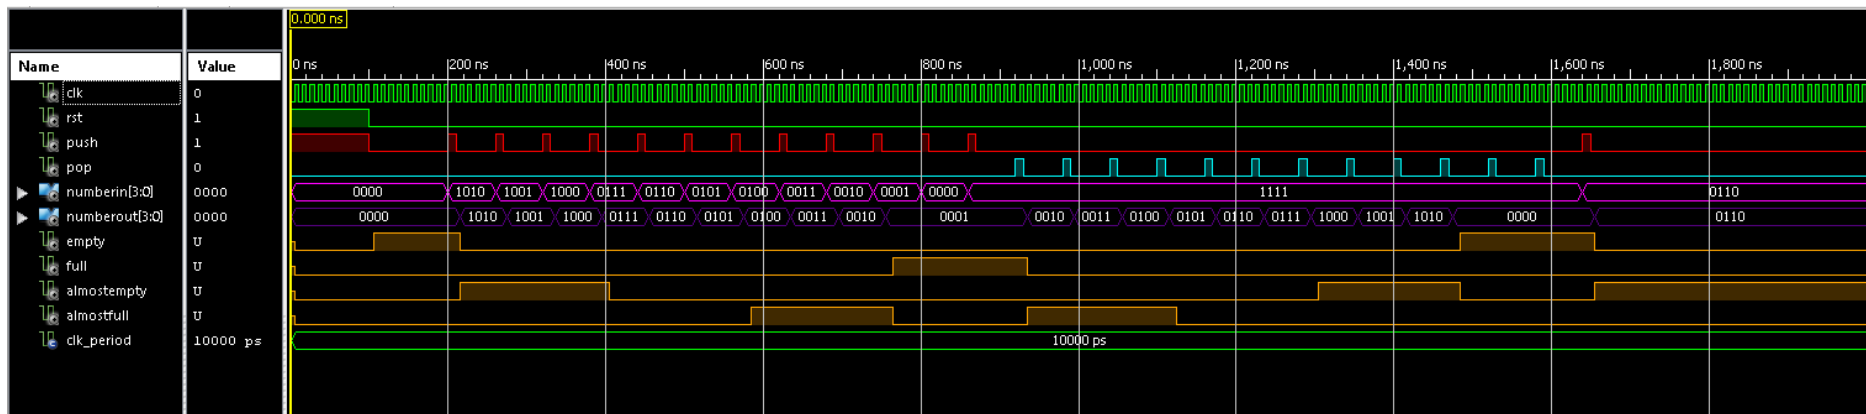 0.000 ns
Name Value 0 ns 200 ns 400 ns 600 ns 800 ns 1,000 ns 1,200 ns 1,400 ns 1,600 ns 1,800 ns
clk 0
rst 1
push 1
pop 0
numberin[3:0] 0000 0000 1010 1001 1000 0111 0110 0101 0100 0011 0010 0001 0000 1111 0110
numberout[3:0] 0000 0000 1010 1001 1000 0111 0110 0101 0100 0011 0010 0001 0010 0011 0100 0101 0110 0111 1000 1001 1010 0000 0110
empty U
full U
almostempty U
almostfull U
clk_period 10000 ps 10000 ps